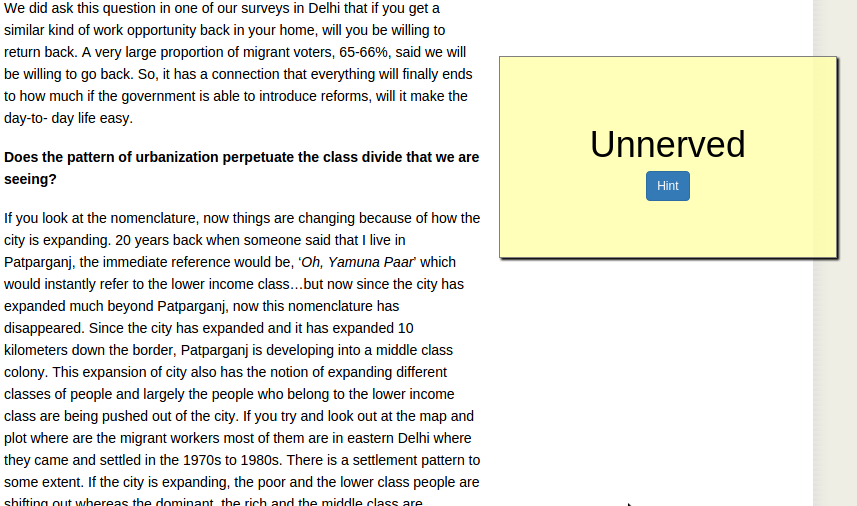 We did ask this question in one of our surveys in Delhi that if you get a
similar kind of work opportunity back in your home, will you be willing to
return back. A very large proportion of migrant voters, 65-66%, said we will
be willing to go back. So, it has a connection that everything will finally ends
to how much if the government is able to introduce reforms, will it make the
day-to- day life easy.
Does the pattern of urbanization perpetuate the class divide that we are
seeing?
If you look at the nomenclature, now things are changing because of how the
city is expanding. 20 years back when someone said that I live in
Patparganj, the immediate reference would be, ‘Oh, Yamuna Paar’ which
would instantly refer to the lower income class…but now since the city has
expanded much beyond Patparganj, now this nomenclature has
disappeared. Since the city has expanded and it has expanded 10
kilometers down the border, Patparganj is developing into a middle class
colony. This expansion of city also has the notion of expanding different
classes of people and largely the people who belong to the lower income
class are being pushed out of the city. If you try and look out at the map and
plot where are the migrant workers most of them are in eastern Delhi where
they came and settled in the 1970s to 1980s. There is a settlement pattern to
some extent. If the city is expanding, the poor and the lower class people are
shifting out whereas the dominant, the rich and the middle class are
Unnerved
Hint